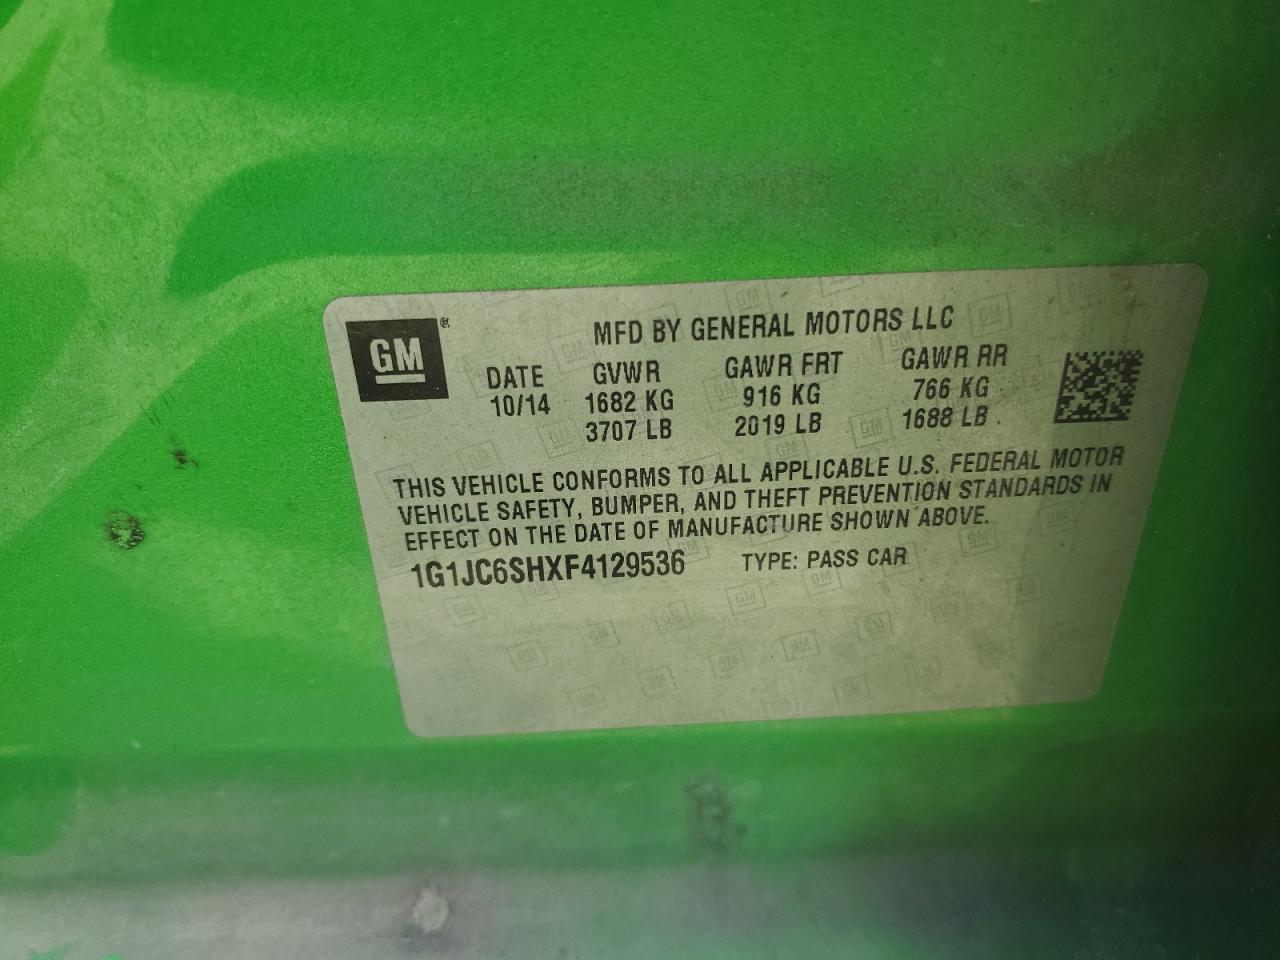 GM®
MFD BY GENERAL MOTORS LLC
DATE GVWR GAWR FRT GAWR RR
10/14 1682 KG 916 KG 766 KG
3707 LB 2019 LB 1688 LB
THIS VEHICLE CONFORMS TO ALL APPLICABLE U.S. FEDERAL MOTOR
VEHICLE SAFETY, BUMPER, AND THEFT PREVENTION STANDARDS IN
EFFECT ON THE DATE OF MANUFACTURE SHOWN ABOVE.
1G1JC6SHXF4129536 TYPE: PASS CAR